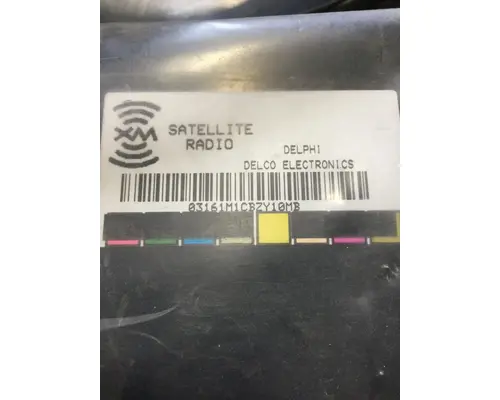 XM
SATELLITE
RADIO
DELPHI
DELCO ELECTRONICS
03161M1CBZY10MB